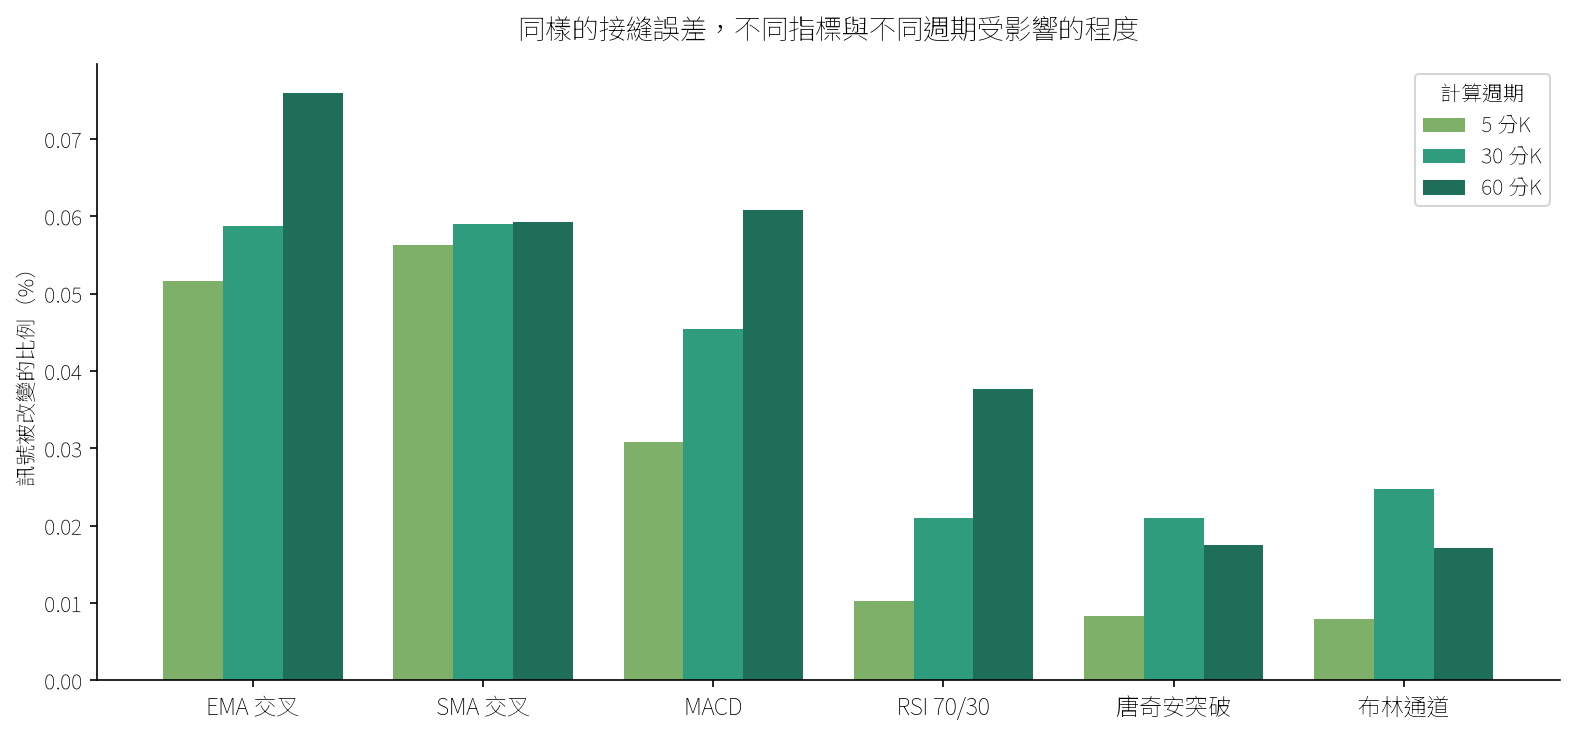 同樣的接縫誤差，不同指標與不同週期受影響的程度
訊號被改變的比例（%）
0.07
0.06
0.05
0.04
0.03
0.02
0.01
0.00
計算週期
5 分K
30 分K
60 分K
EMA 交叉
SMA 交叉
MACD
RSI 70/30
唐奇安突破
布林通道